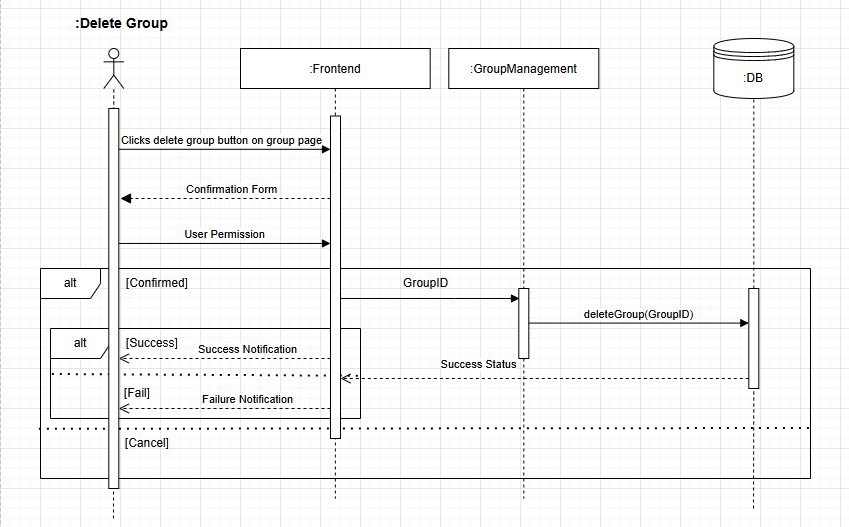 :Delete Group
:Frontend
:GroupManagement
:DB
Clicks delete group button on group page
Confirmation Form
User Permission
alt
[Confirmed]
GroupID
deleteGroup(GroupID)
alt
[Success]
Success Notification
Success Status
[Fail]
Failure Notification
[Cancel]